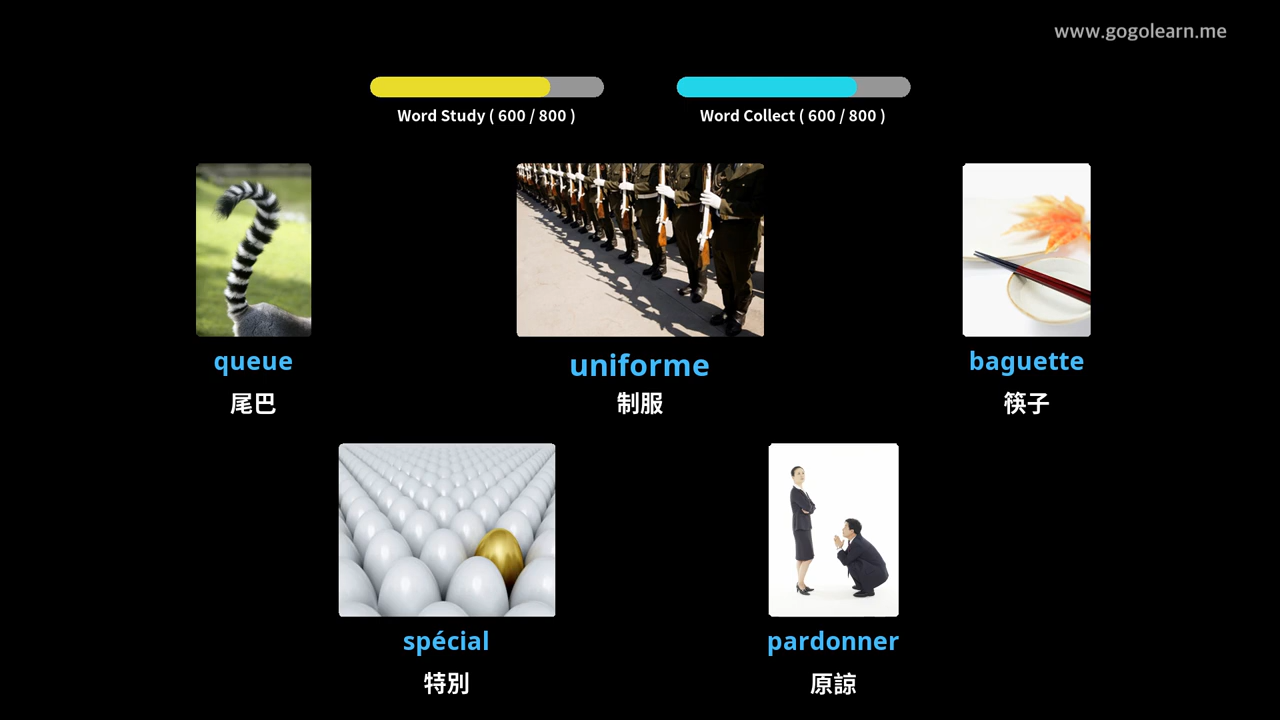 www.gogolearn.me
Word Study ( 600 / 800 )
Word Collect ( 600 / 800 )
queue
uniforme
baguette
尾巴
制服
筷子
spécial
pardonner
特別
原諒